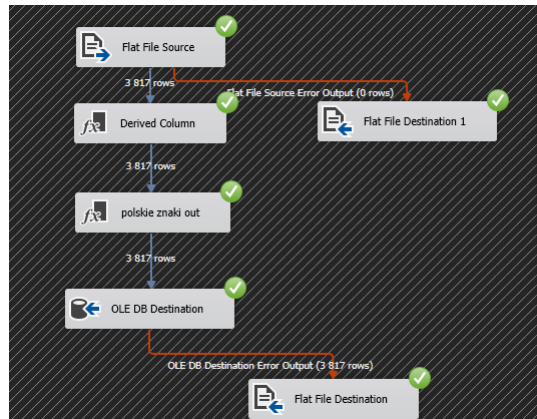 Flat File Source
3 817 rows
Flat File Source Error Output (0 rows)
Derived Column
Flat File Destination 1
3 817 rows
polskie znaki out
3 817 rows
OLE DB Destination
OLE DB Destination Error Output (3 817 rows)
Flat File Destination